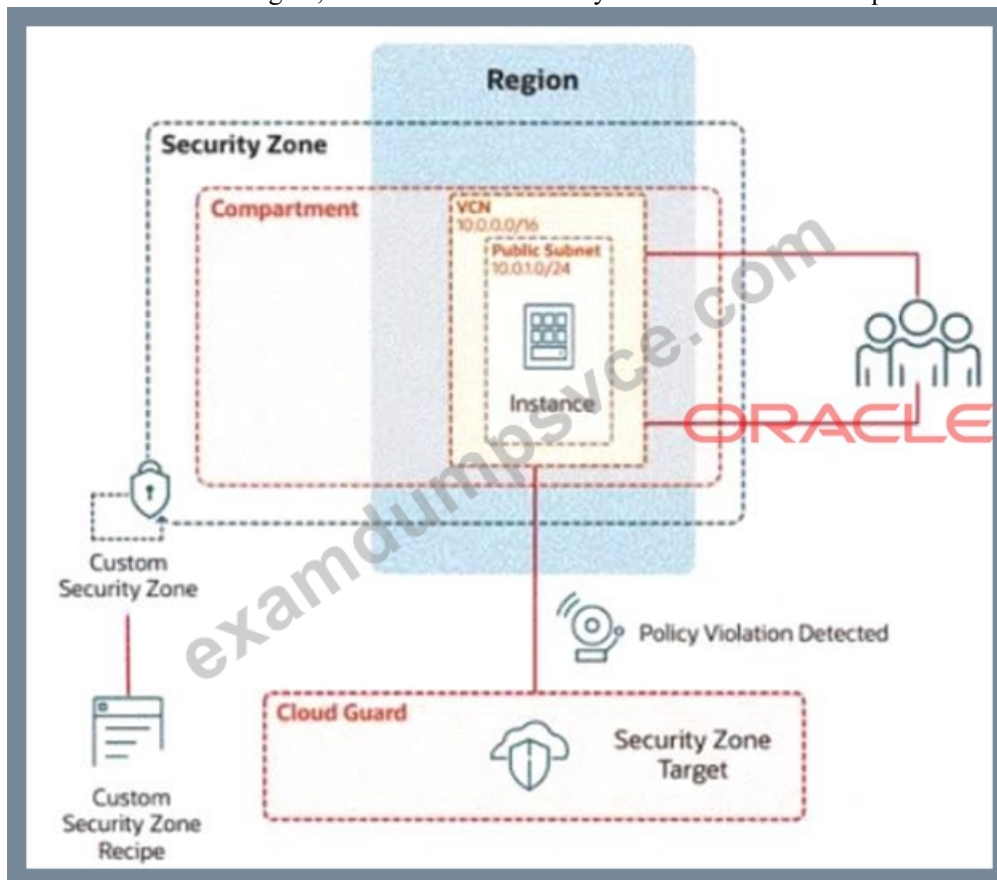 Region
Security Zone
Compartment
VCN
10.0.0.0/16
Public Subnet
10.0.1.0/24
Instance
ORACLE
Custom
Security Zone
Policy Violation Detected
Cloud Guard
Security Zone
Target
Custom
Security Zone
Recipe
examdumpsvce.com